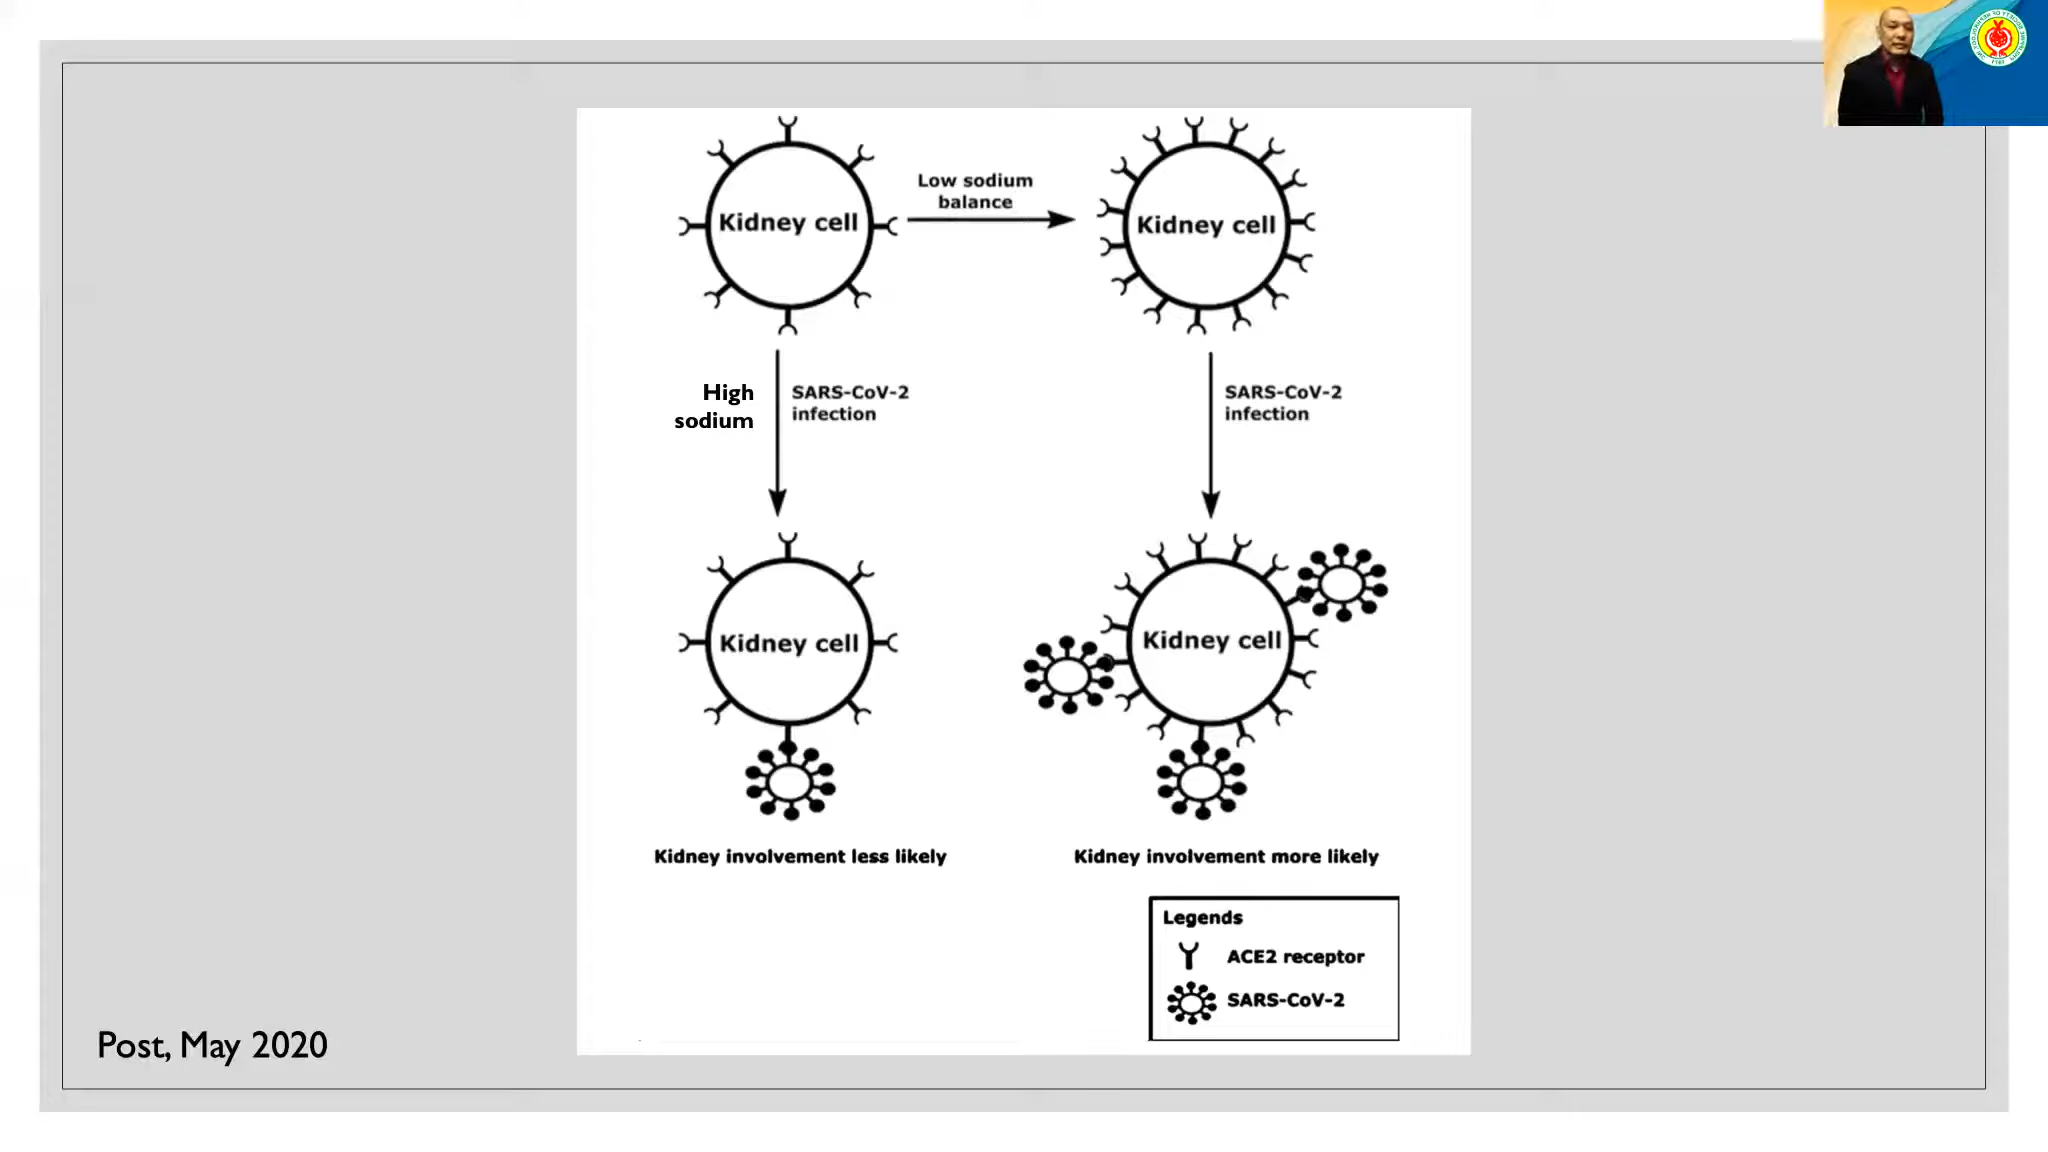 Kidney cell
Low sodium
balance
Kidney cell
High
sodium
SARS-CoV-2
infection
SARS-CoV-2
infection
Kidney cell
Kidney cell
Kidney involvement less likely
Kidney involvement more likely
Legends
ACE2 receptor
SARS-CoV-2
Post, May 2020